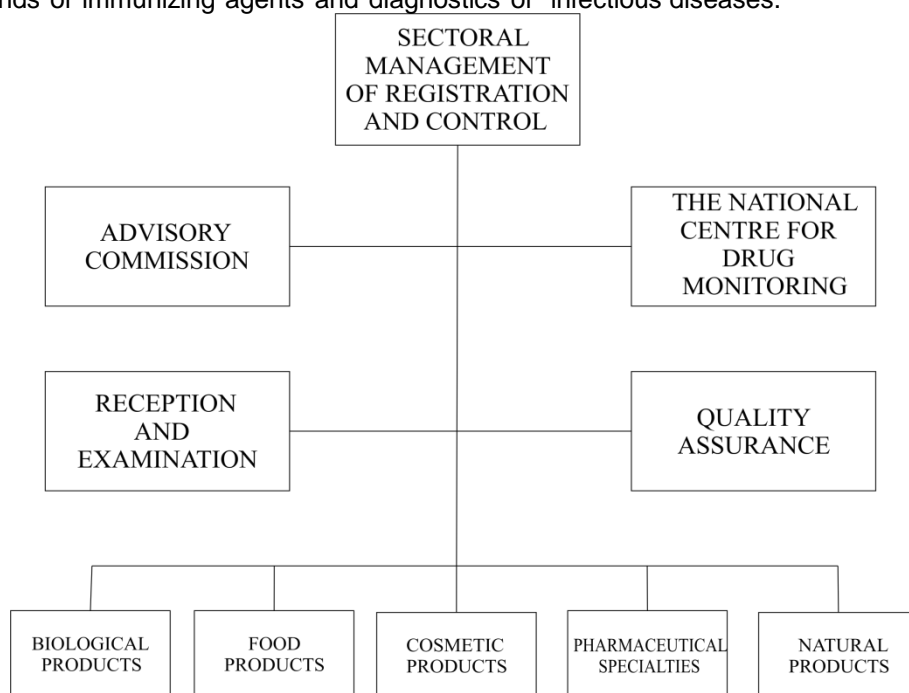 nds of immunizing agents and diagnostics of infectious diseases.
SECTORAL
MANAGEMENT
OF REGISTRATION
AND CONTROL
ADVISORY
COMMISSION
THE NATIONAL
CENTRE FOR
DRUG
MONITORING
RECEPTION
AND
EXAMINATION
QUALITY
ASSURANCE
BIOLOGICAL
PRODUCTS
FOOD
PRODUCTS
COSMETIC
PRODUCTS
PHARMACEUTICAL
SPECIALTIES
NATURAL
PRODUCTS